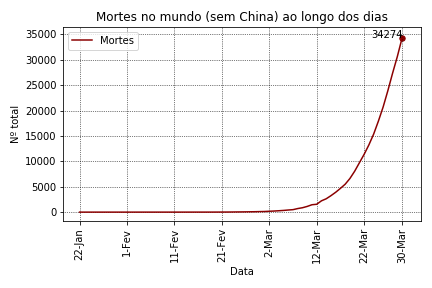 Mortes no mundo (sem China) ao longo dos dias
34274
Mortes
35000
30000
25000
20000
15000
10000
5000
0
Nº total
22-Jan
1-Fev
11-Fev
21-Fev
2-Mar
12-Mar
22-Mar
30-Mar
Data